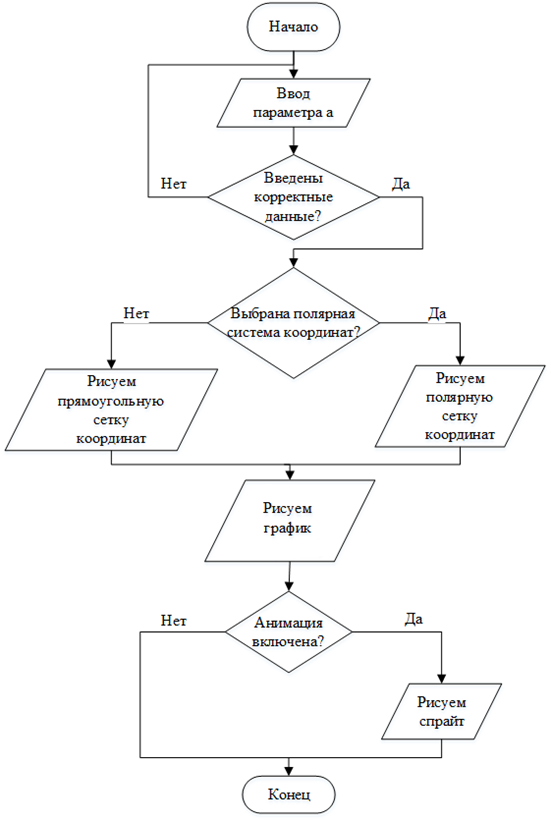 Начало
Ввод
параметра а
Нет
Введены
корректные
данные?
Да
Нет
Выбрана полярная
система координат?
Да
Рисуем
прямоугольную
сетку
координат
Рисуем
полярную
сетку
координат
Рисуем
график
Нет
Анимация
включена?
Да
Рисуем
спрайт
Конец